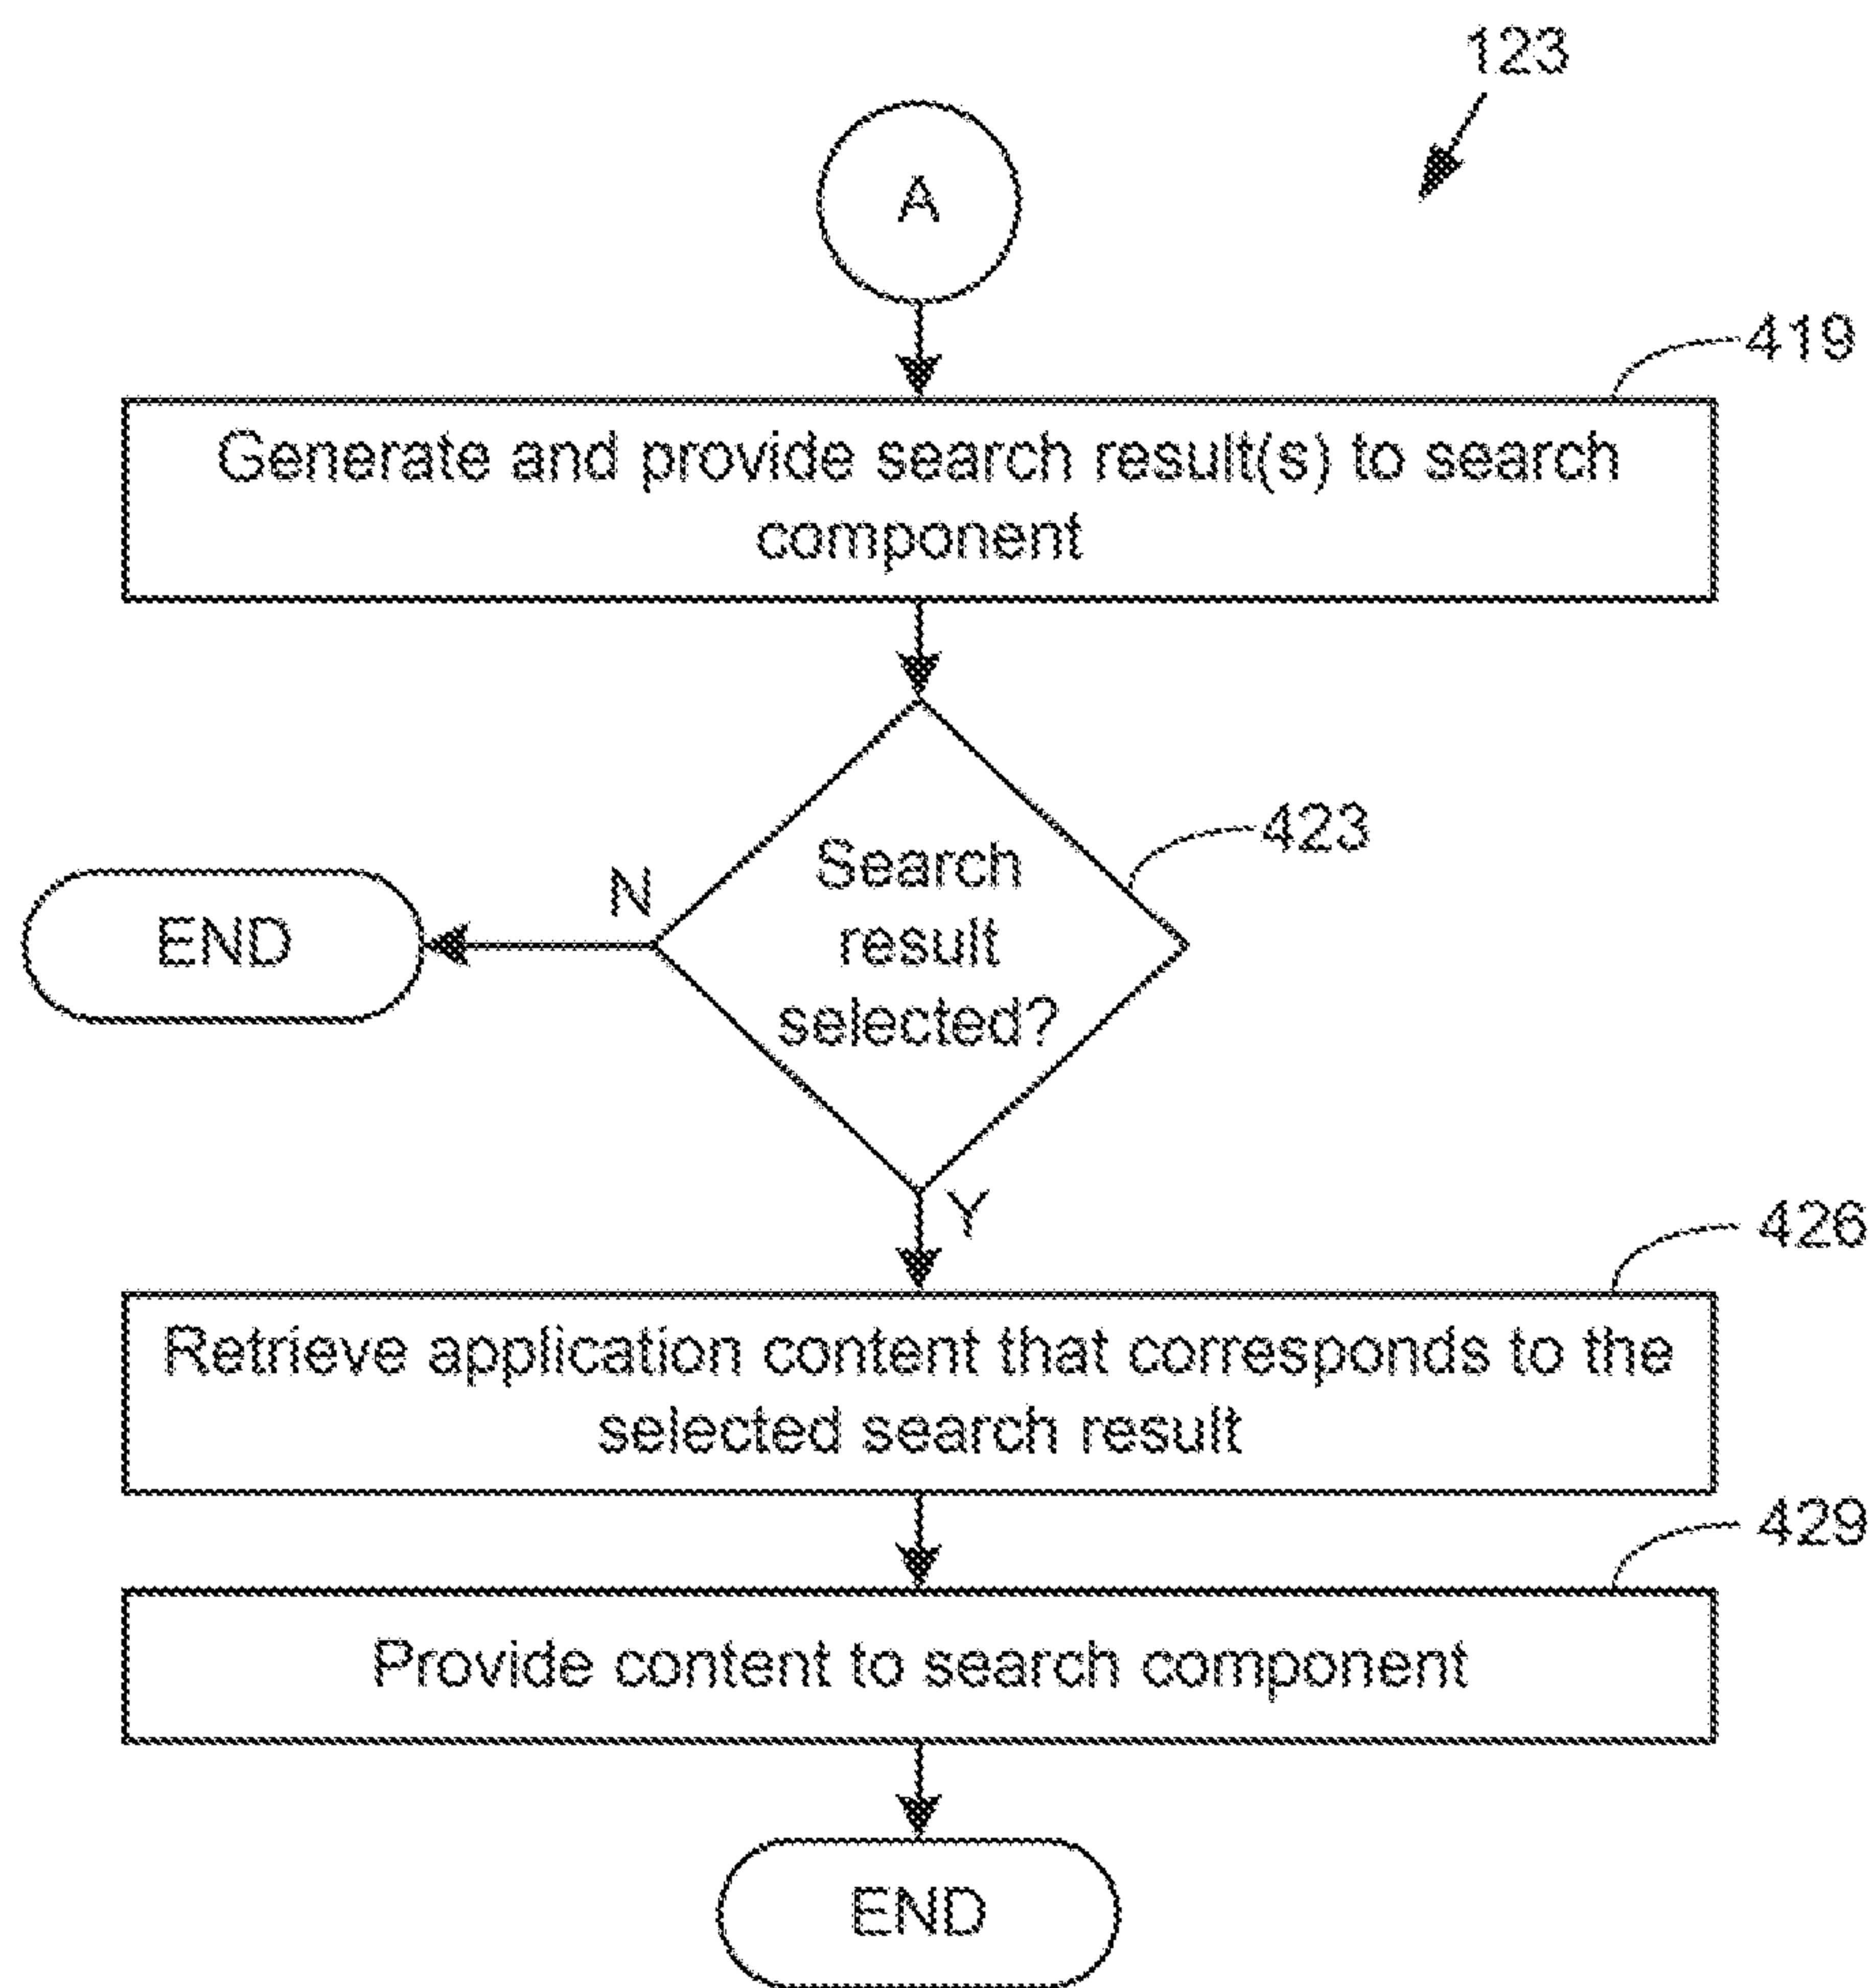 123
A
419
Generate and provide search result(s) to search
component
423
Search
result
selected?
N
END
Y
426
Retrieve application content that corresponds to the
selected search result
429
Provide content to search component
END